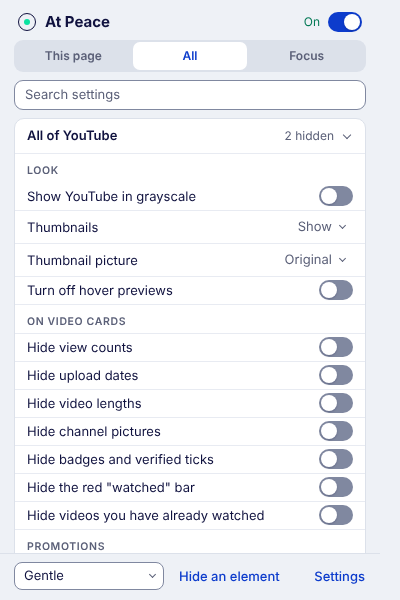 At Peace
On
This page
All
Focus
Search settings
All of YouTube
2 hidden
LOOK
Show YouTube in grayscale
Thumbnails
Show
Thumbnail picture
Original
Turn off hover previews
ON VIDEO CARDS
Hide view counts
Hide upload dates
Hide video lengths
Hide channel pictures
Hide badges and verified ticks
Hide the red "watched" bar
Hide videos you have already watched
PROMOTIONS
Gentle
Hide an element
Settings